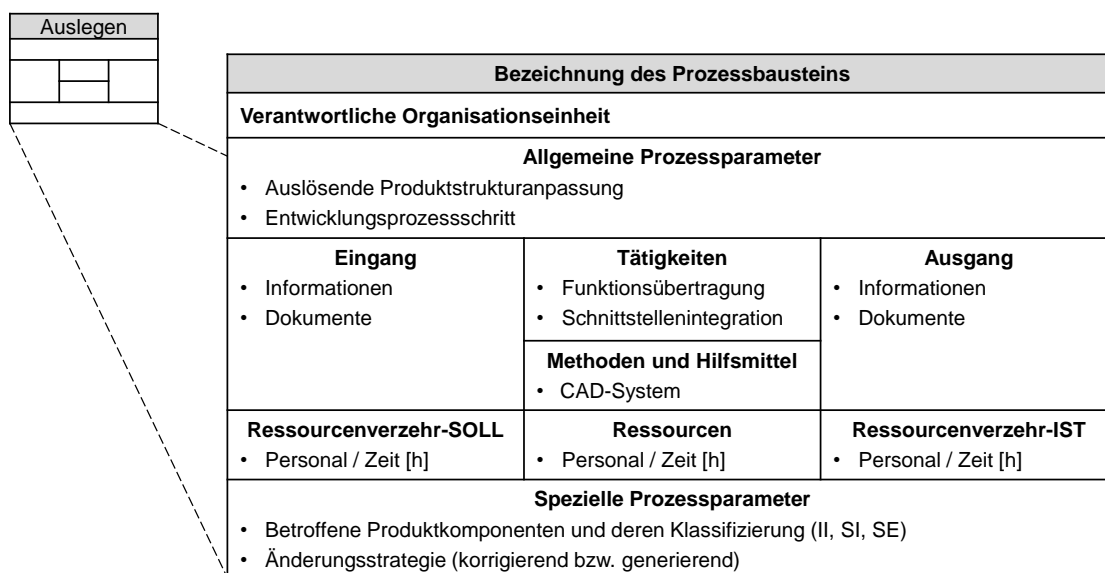 Auslegen
Bezeichnung des Prozessbausteins
Verantwortliche Organisationseinheit
Allgemeine Prozessparameter
• Auslösende Produktstrukturanpassung
• Entwicklungsprozessschritt
Eingang
• Informationen
• Dokumente
Tätigkeiten
• Funktionsübertragung
• Schnittstellenintegration
Methoden und Hilfsmittel
• CAD-System
Ausgang
• Informationen
• Dokumente
Ressourcenverzehr-SOLL
• Personal / Zeit [h]
Ressourcen
• Personal / Zeit [h]
Ressourcenverzehr-IST
• Personal / Zeit [h]
Spezielle Prozessparameter
• Betroffene Produktkomponenten und deren Klassifizierung (II, SI, SE)
• Änderungsstrategie (korrigierend bzw. generierend)